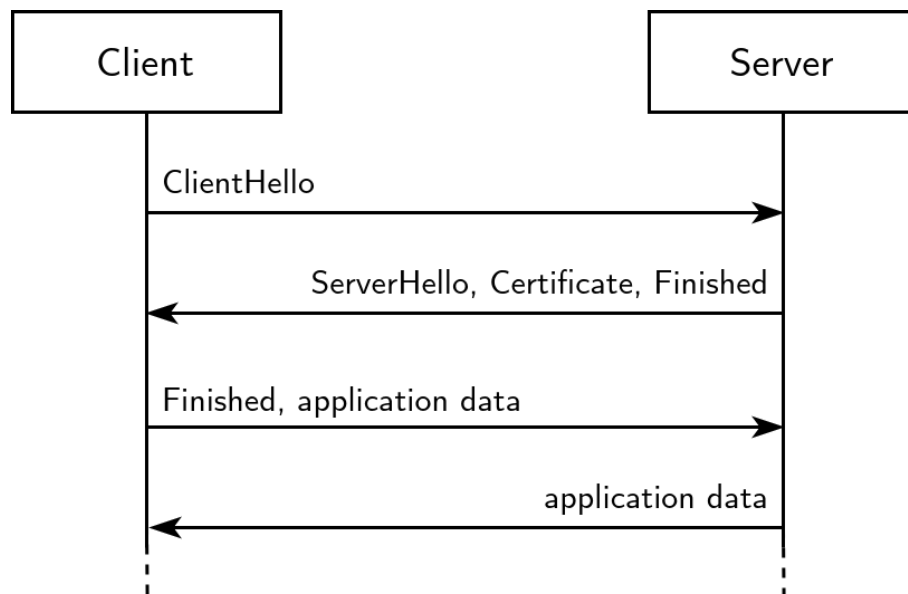 Client
Server
ClientHello
ServerHello, Certificate, Finished
Finished, application data
application data